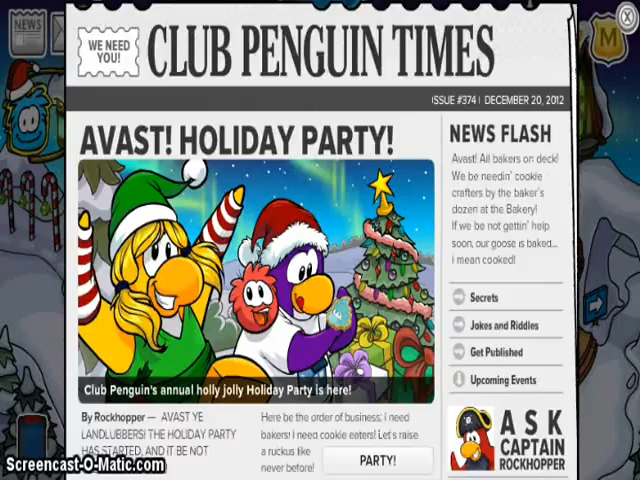 NEWS
WE NEED
YOU!
CLUB PENGUIN TIMES
M
ISSUE #374 | DECEMBER 20, 2012
AVAST! HOLIDAY PARTY!
Club Penguin's annual holly jolly Holiday Party is here!
By Rockhopper — AVAST YE
LANDLUBBERS! THE HOLIDAY PARTY
HAS STARTED, AND IT BE NOT
Here be the order of business: I need
bakers! I need cookie eaters! Let's raise
a ruckus like
never before!
PARTY!
NEWS FLASH
Avast! All bakers on deck!
We be needin' cookie
crafters by the baker's
dozen at the Bakery!
If we be not gettin' help
soon, our goose is baked...
I mean cooked!
Secrets
Jokes and Riddles
Get Published
Upcoming Events
ASK
CAPTAIN
ROCKHOPPER
Screencast-O-Matic.com